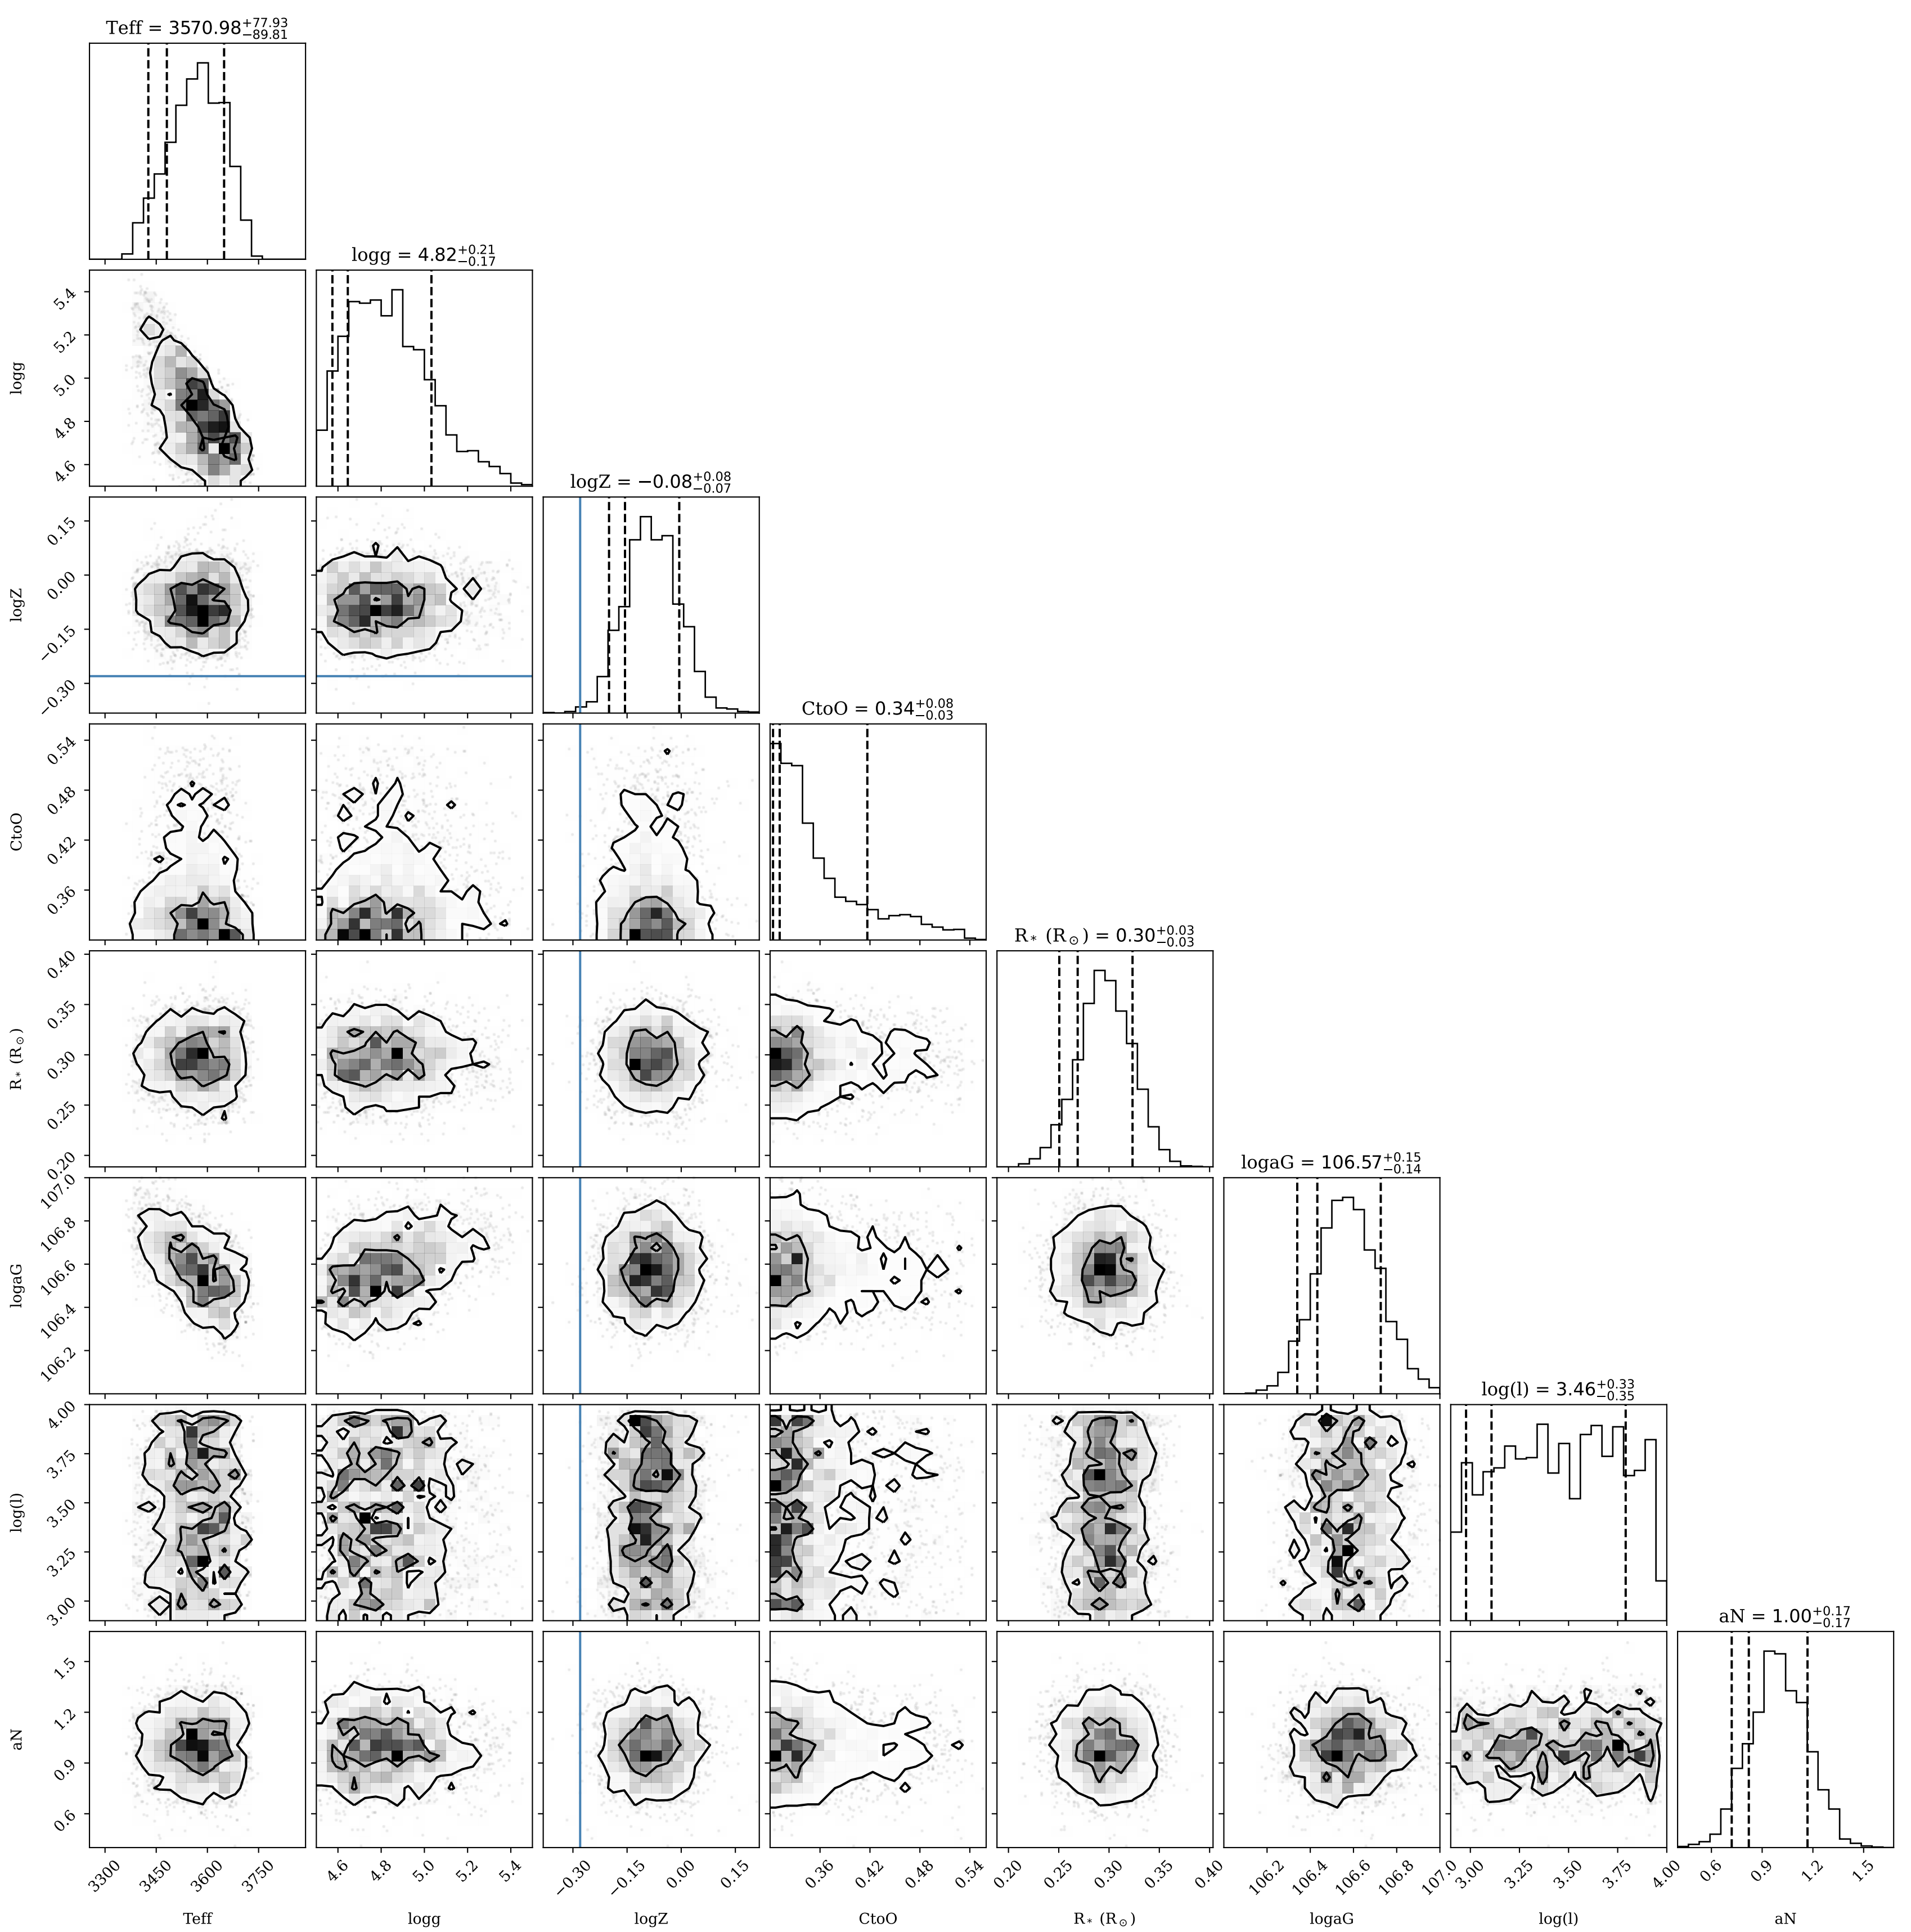 Teff = 3570.98+77.93 −89.81
logg = 4.82+0.21 −0.17
5.4
5.2
5.0
4.8
4.6
logg
logZ = −0.08+0.08 −0.07
0.15
0.00
−0.15
−0.30
logZ
CtoO = 0.34+0.08 −0.03
0.54
0.48
0.42
0.36
CtoO
R* (R⊙) = 0.30+0.03 −0.03
0.40
0.35
0.30
0.25
0.20
R* (R⊙)
logaG = 106.57+0.15 −0.14
107.0
106.8
106.6
106.4
106.2
logaG
log(l) = 3.46+0.33 −0.35
4.00
3.75
3.50
3.25
3.00
log(l)
aN = 1.00+0.17 −0.17
1.5
1.2
0.9
0.6
aN
3300 3450 3600 3750 4.6 4.8 5.0 5.2 5.4 −0.30 −0.15 0.00 0.15 0.36 0.42 0.48 0.54 0.20 0.25 0.30 0.35 0.40 106.2 106.4 106.6 106.8 107.0 3.00 3.25 3.50 3.75 4.00 0.6 0.9 1.2 1.5
Teff logg logZ CtoO R* (R⊙) logaG log(l) aN